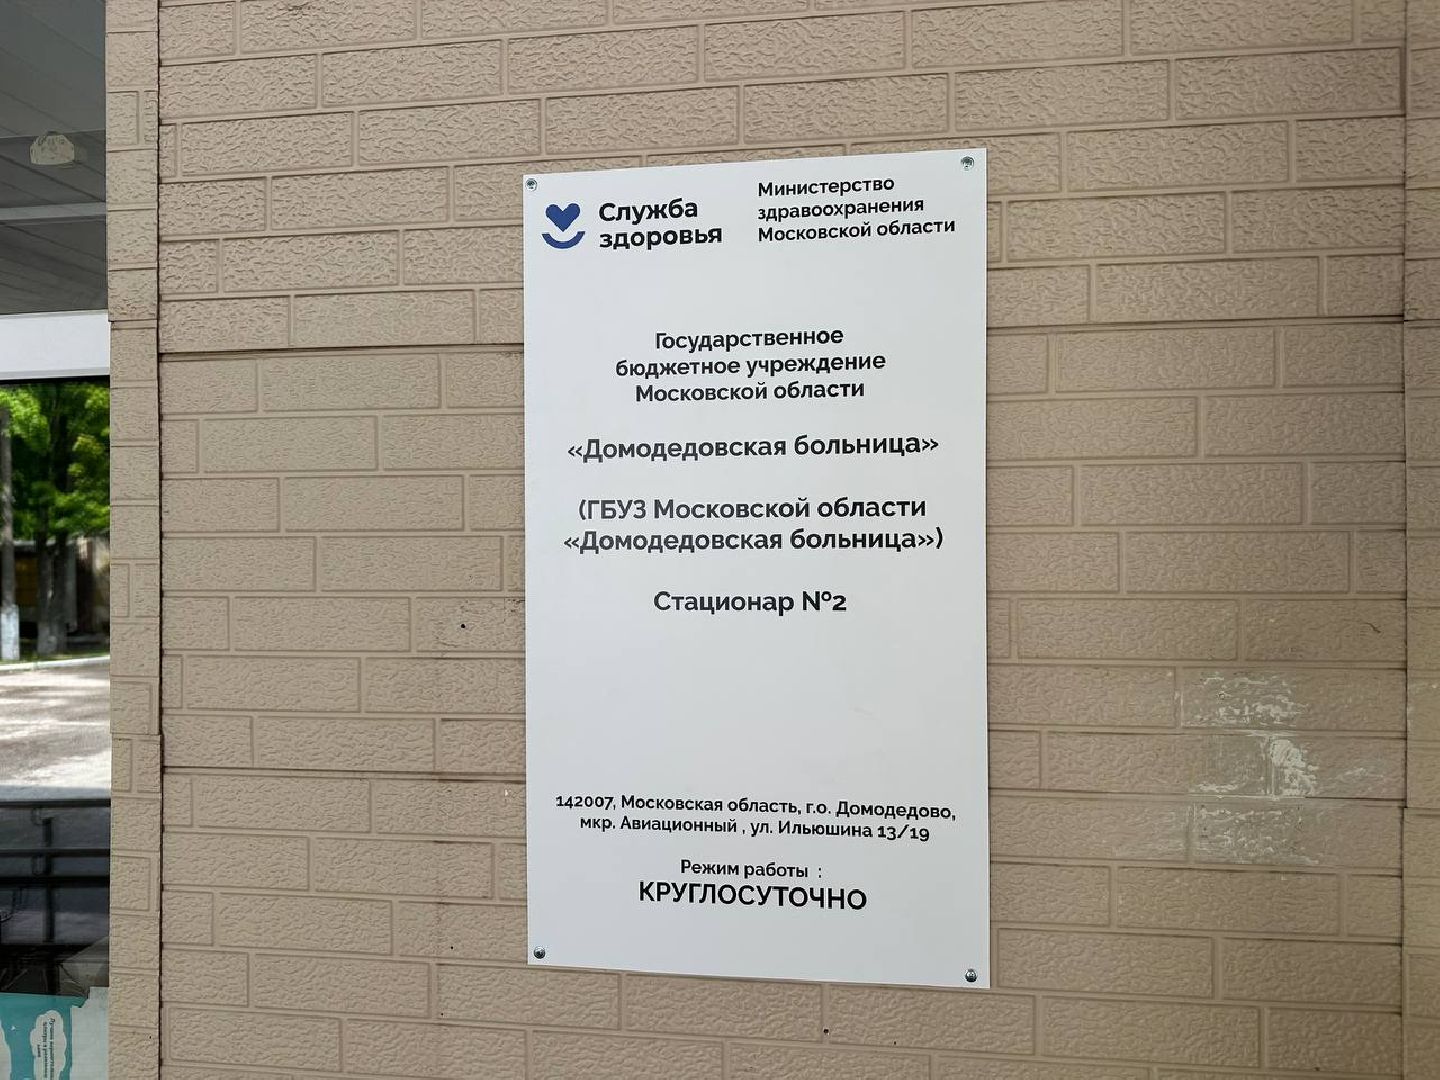 Служба
здоровья
Министерство
здравоохранения
Московской области
Государственное
бюджетное учреждение
Московской области
«Домодедовская больница»
(ГБУЗ Московской области
«Домодедовская больница»)
Стационар №2
142007, Московская область, г.о. Домодедово,
мкр. Авиационный , ул. Ильюшина 13/19
Режим работы :
КРУГЛОСУТОЧНО